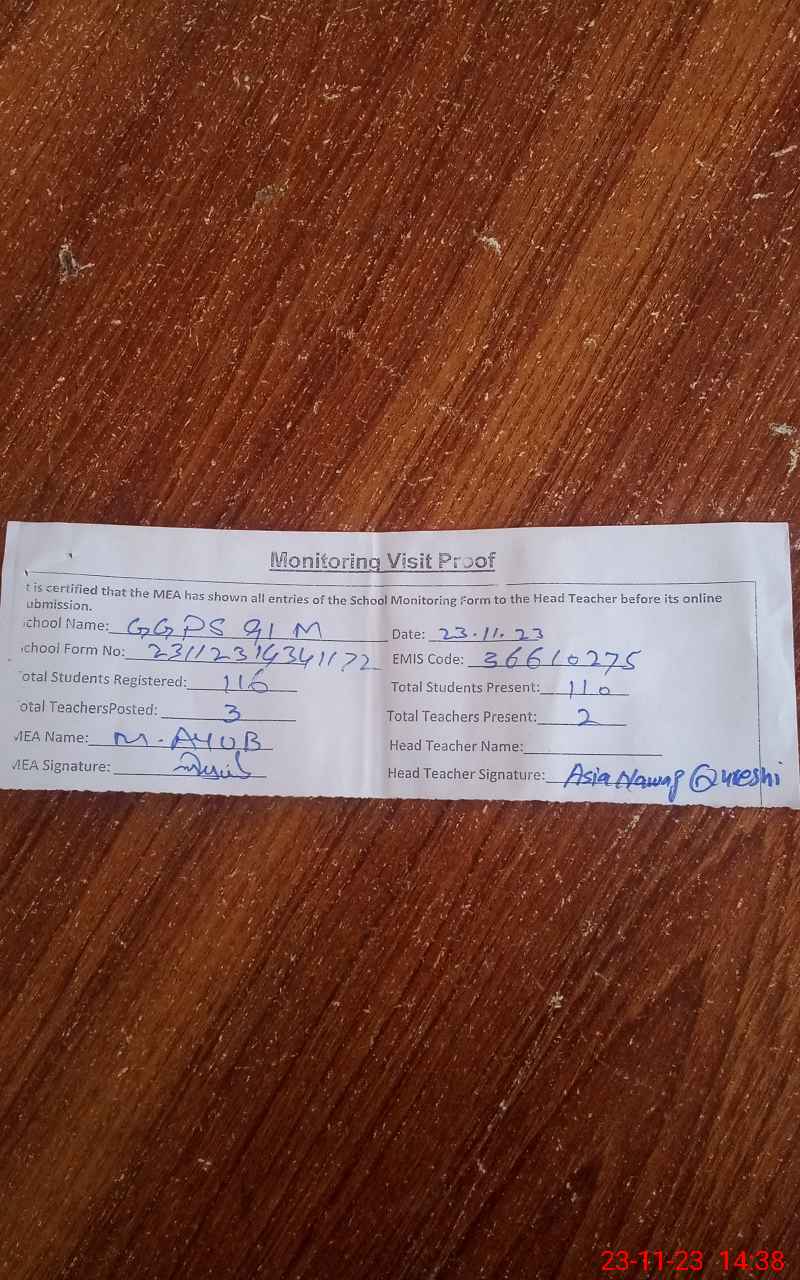 Monitoring Visit Proof
t is certified that the MEA has shown all entries of the School Monitoring Form to the Head Teacher before its online
ubmission.
chool Name: GGPS 91 M Date: 23.11.23
chool Form No: EMIS Code: 36610275
otal Students Registered: 116 Total Students Present: 110
otal TeachersPosted: 3 Total Teachers Present: 2
MEA Name: M. AYUB Head Teacher Name:
MEA Signature: Head Teacher Signature: Asia Nawaz Qureshi
23-11-23 14:38